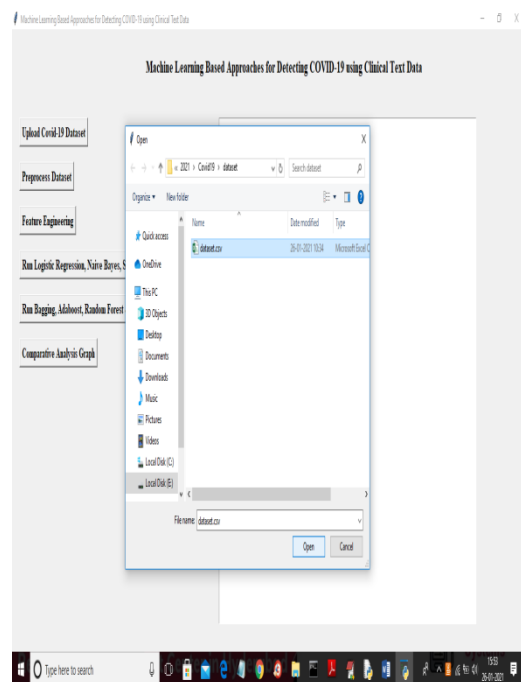 Machine Learning Based Approaches for Detecting COVID-19 using Clinical Text Data
Machine Learning Based Approaches for Detecting COVID-19 using Clinical Text Data
Upload Covid-19 Dataset
Preprocess Dataset
Feature Engineering
Run Logistic Regression, Naive Bayes, S
Run Bagging, Adaboost, Random Forest
Comparative Analysis Graph
Open
« 2021 › Covid19 › dataset
Search dataset
Organize
New folder
Name
Date modified
Type
dataset.csv
26-01-2021 10:34
Microsoft Excel C
Quick access
OneDrive
This PC
3D Objects
Desktop
Documents
Downloads
Music
Pictures
Videos
Local Disk (C:)
Local Disk (E:)
File name:
dataset.csv
Open
Cancel
Type here to search
15:53
26-01-2021